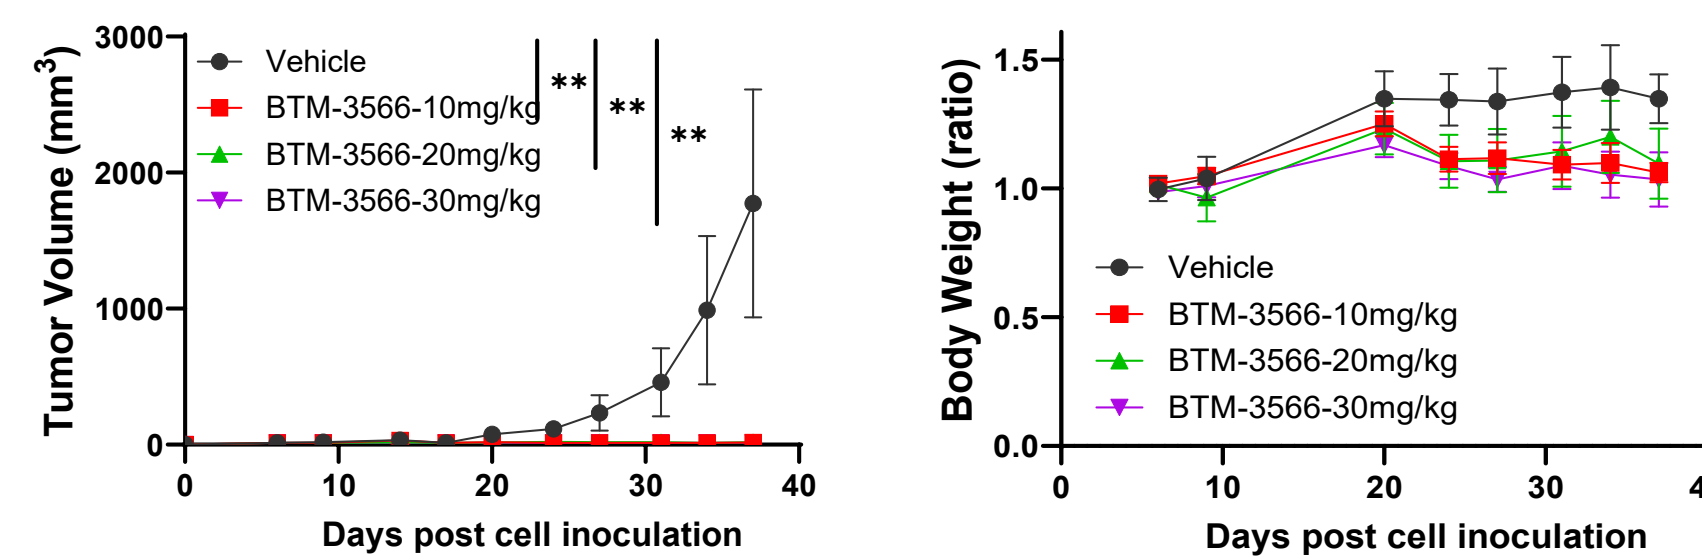 Tumor Volume (mm³)
3000
2000
1000
0
Vehicle
BTM-3566-10mg/kg
BTM-3566-20mg/kg
BTM-3566-30mg/kg
**
**
**
0 10 20 30 40
Days post cell inoculation
Body Weight (ratio)
1.5
1.0
0.5
0.0
Vehicle
BTM-3566-10mg/kg
BTM-3566-20mg/kg
BTM-3566-30mg/kg
0 10 20 30 4
Days post cell inoculation